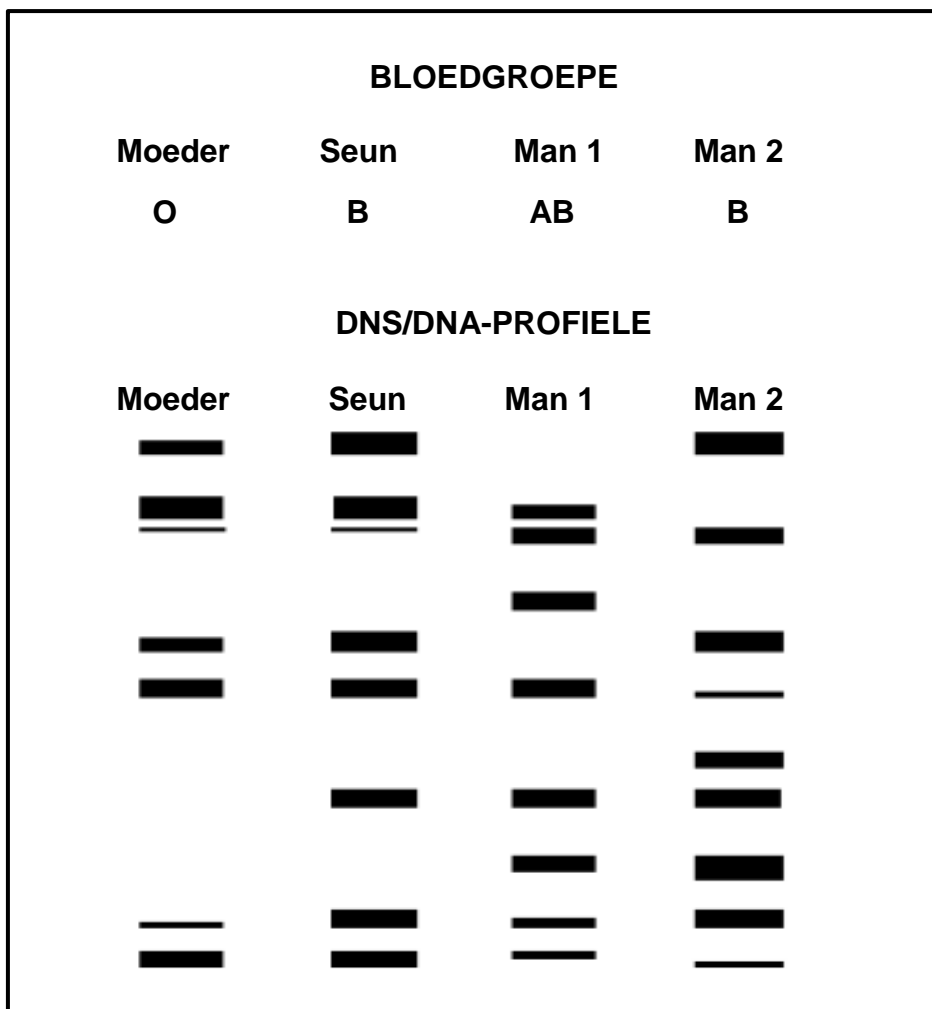 BLOEDGROEPE
Moeder Seun Man 1 Man 2
O B AB B
DNS/DNA-PROFIELE
Moeder Seun Man 1 Man 2